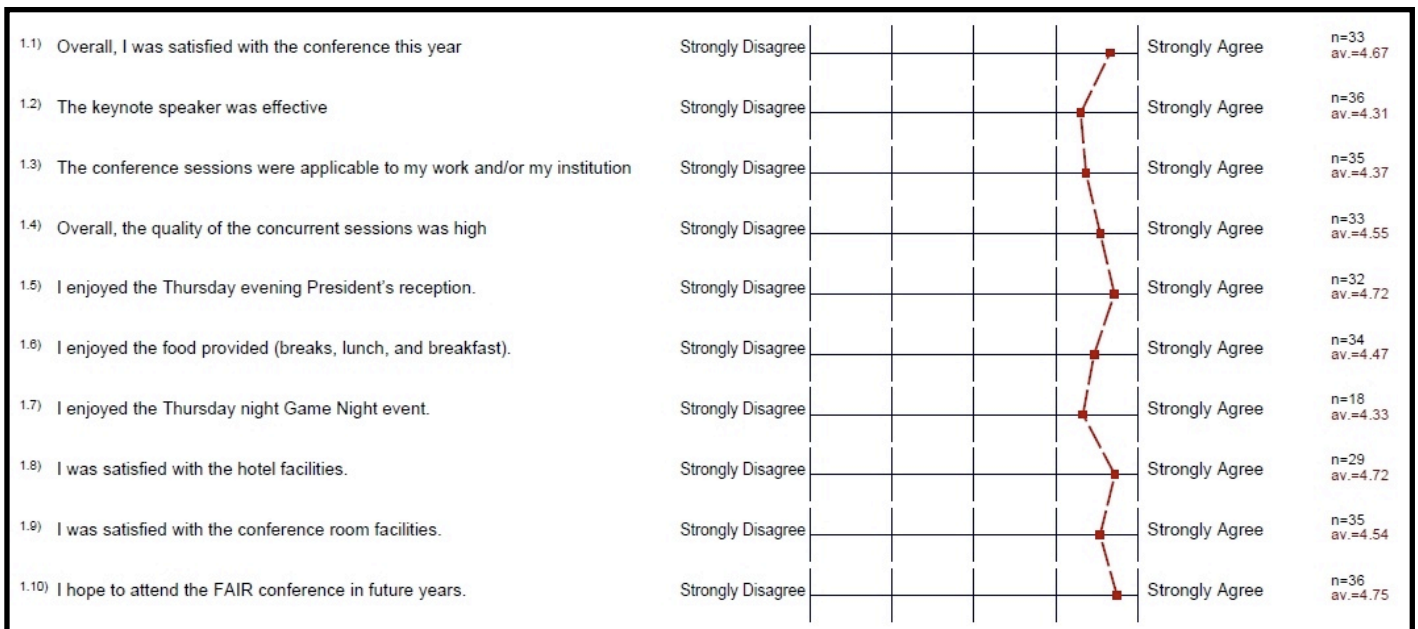 1.1) Overall, I was satisfied with the conference this year Strongly Disagree Strongly Agree n=33
av.=4.67
1.2) The keynote speaker was effective Strongly Disagree Strongly Agree n=36
av.=4.31
1.3) The conference sessions were applicable to my work and/or my institution Strongly Disagree Strongly Agree n=35
av.=4.37
1.4) Overall, the quality of the concurrent sessions was high Strongly Disagree Strongly Agree n=33
av.=4.55
1.5) I enjoyed the Thursday evening President's reception. Strongly Disagree Strongly Agree n=32
av.=4.72
1.6) I enjoyed the food provided (breaks, lunch, and breakfast). Strongly Disagree Strongly Agree n=34
av.=4.47
1.7) I enjoyed the Thursday night Game Night event. Strongly Disagree Strongly Agree n=18
av.=4.33
1.8) I was satisfied with the hotel facilities. Strongly Disagree Strongly Agree n=29
av.=4.72
1.9) I was satisfied with the conference room facilities. Strongly Disagree Strongly Agree n=35
av.=4.54
1.10) I hope to attend the FAIR conference in future years. Strongly Disagree Strongly Agree n=36
av.=4.75